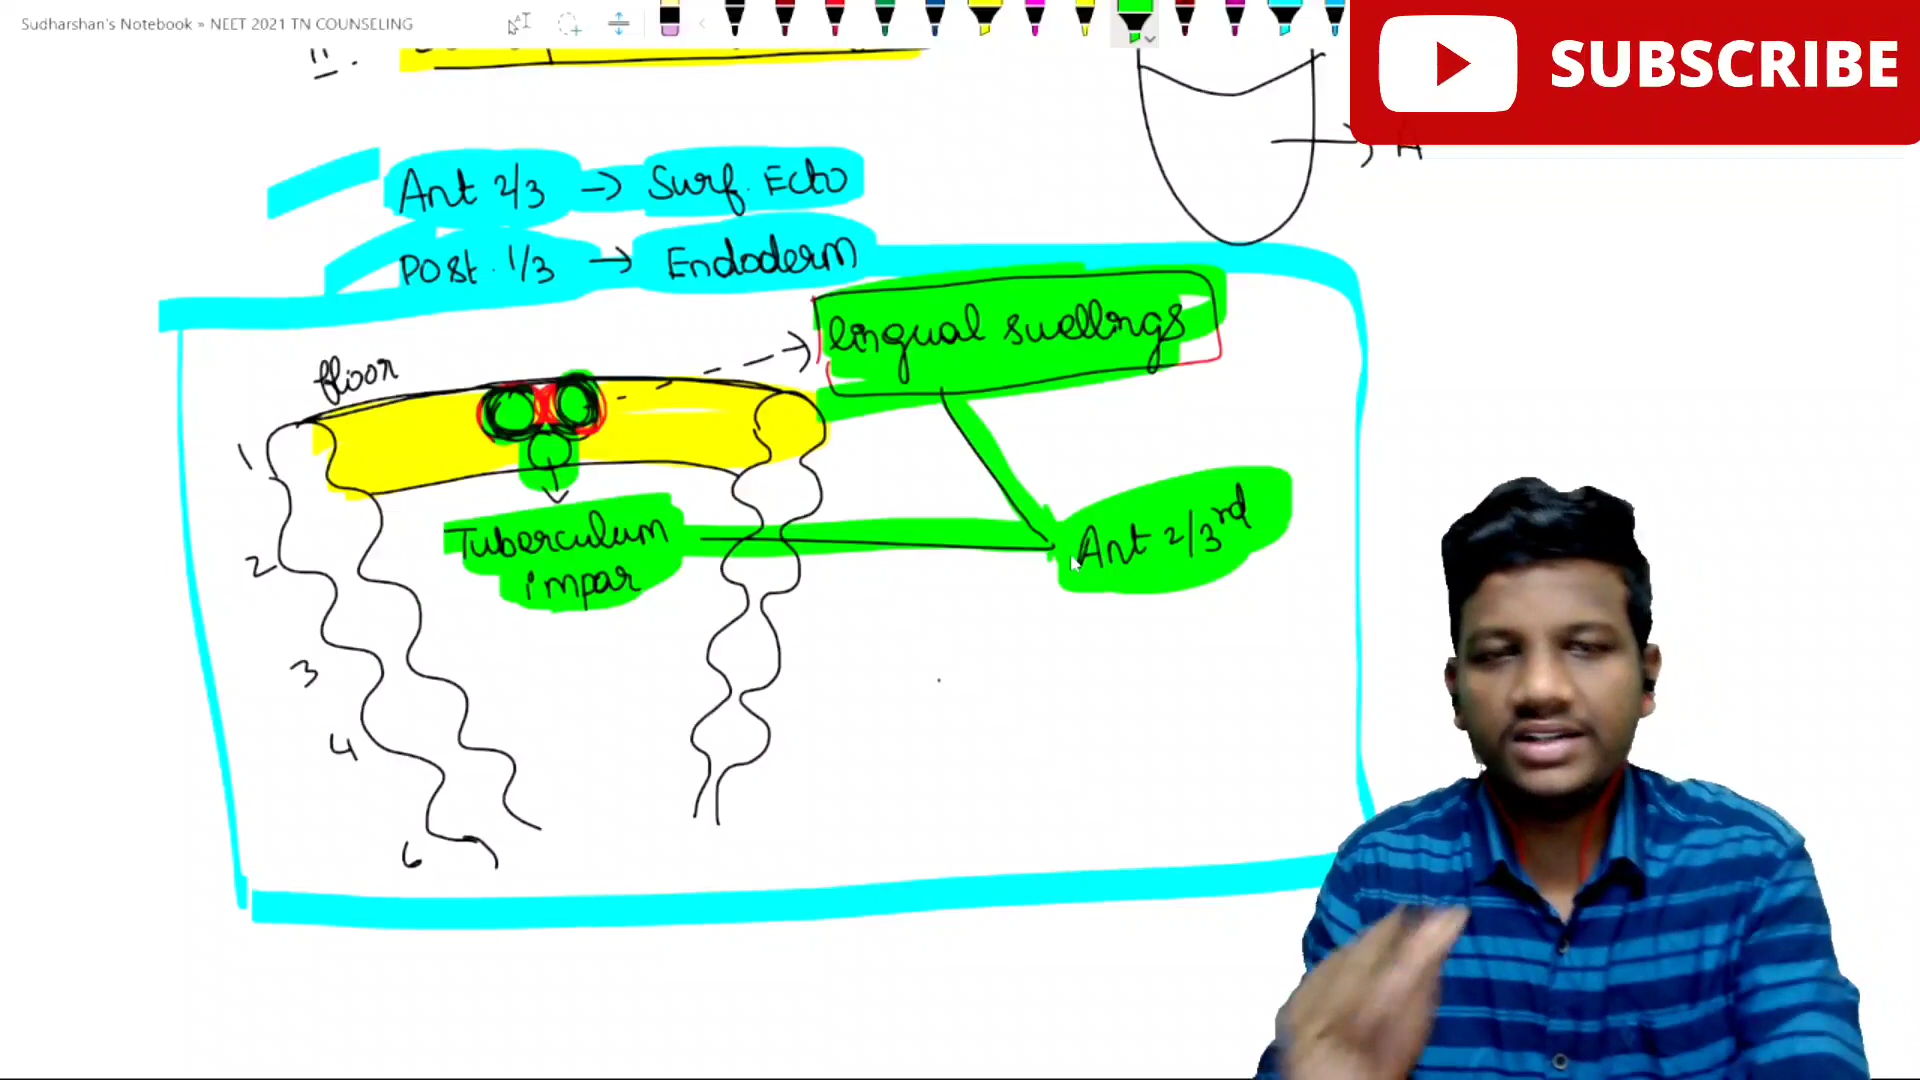 Sudharshan's Notebook » NEET 2021 TN COUNSELING
SUBSCRIBE
II.
A
Ant 2/3 → Surf. Ecto
Post. 1/3 → Endoderm
lingual swellings
floor
1
Tuberculum
impar
Ant 2/3rd
2
3
4
6